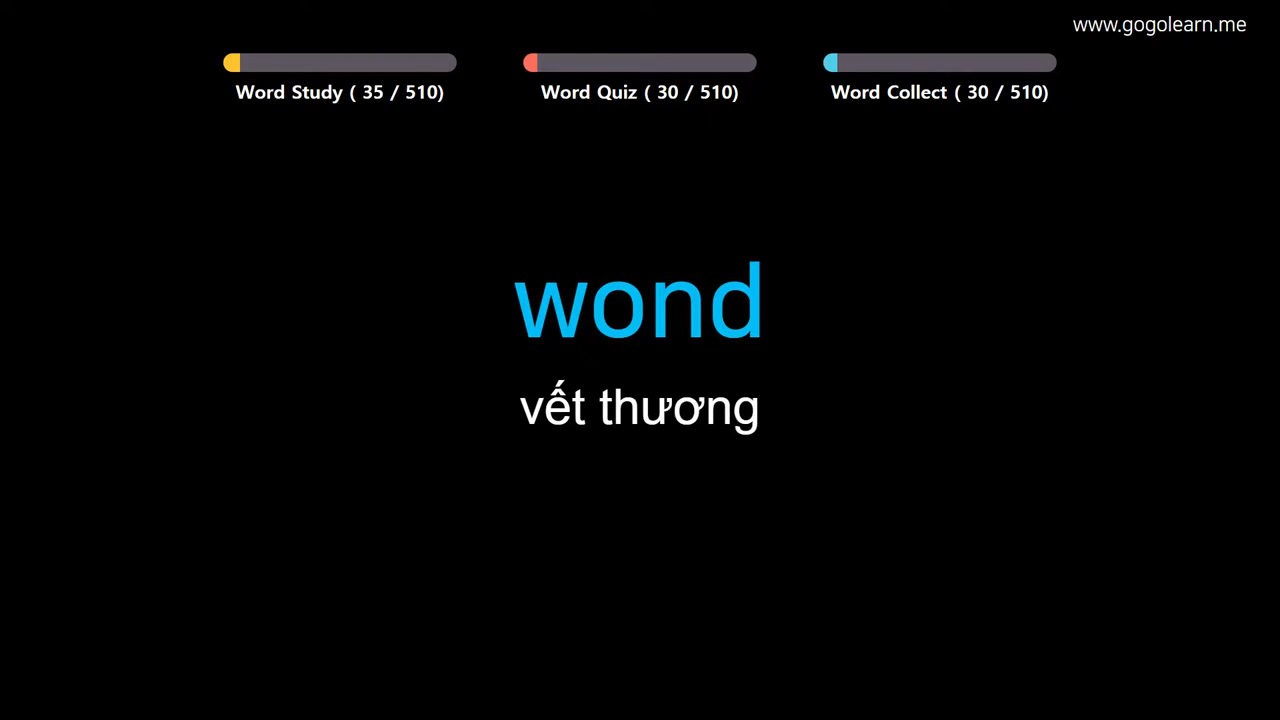 www.gogolearn.me
Word Study ( 35 / 510)
Word Quiz ( 30 / 510)
Word Collect ( 30 / 510)
wond
vết thương